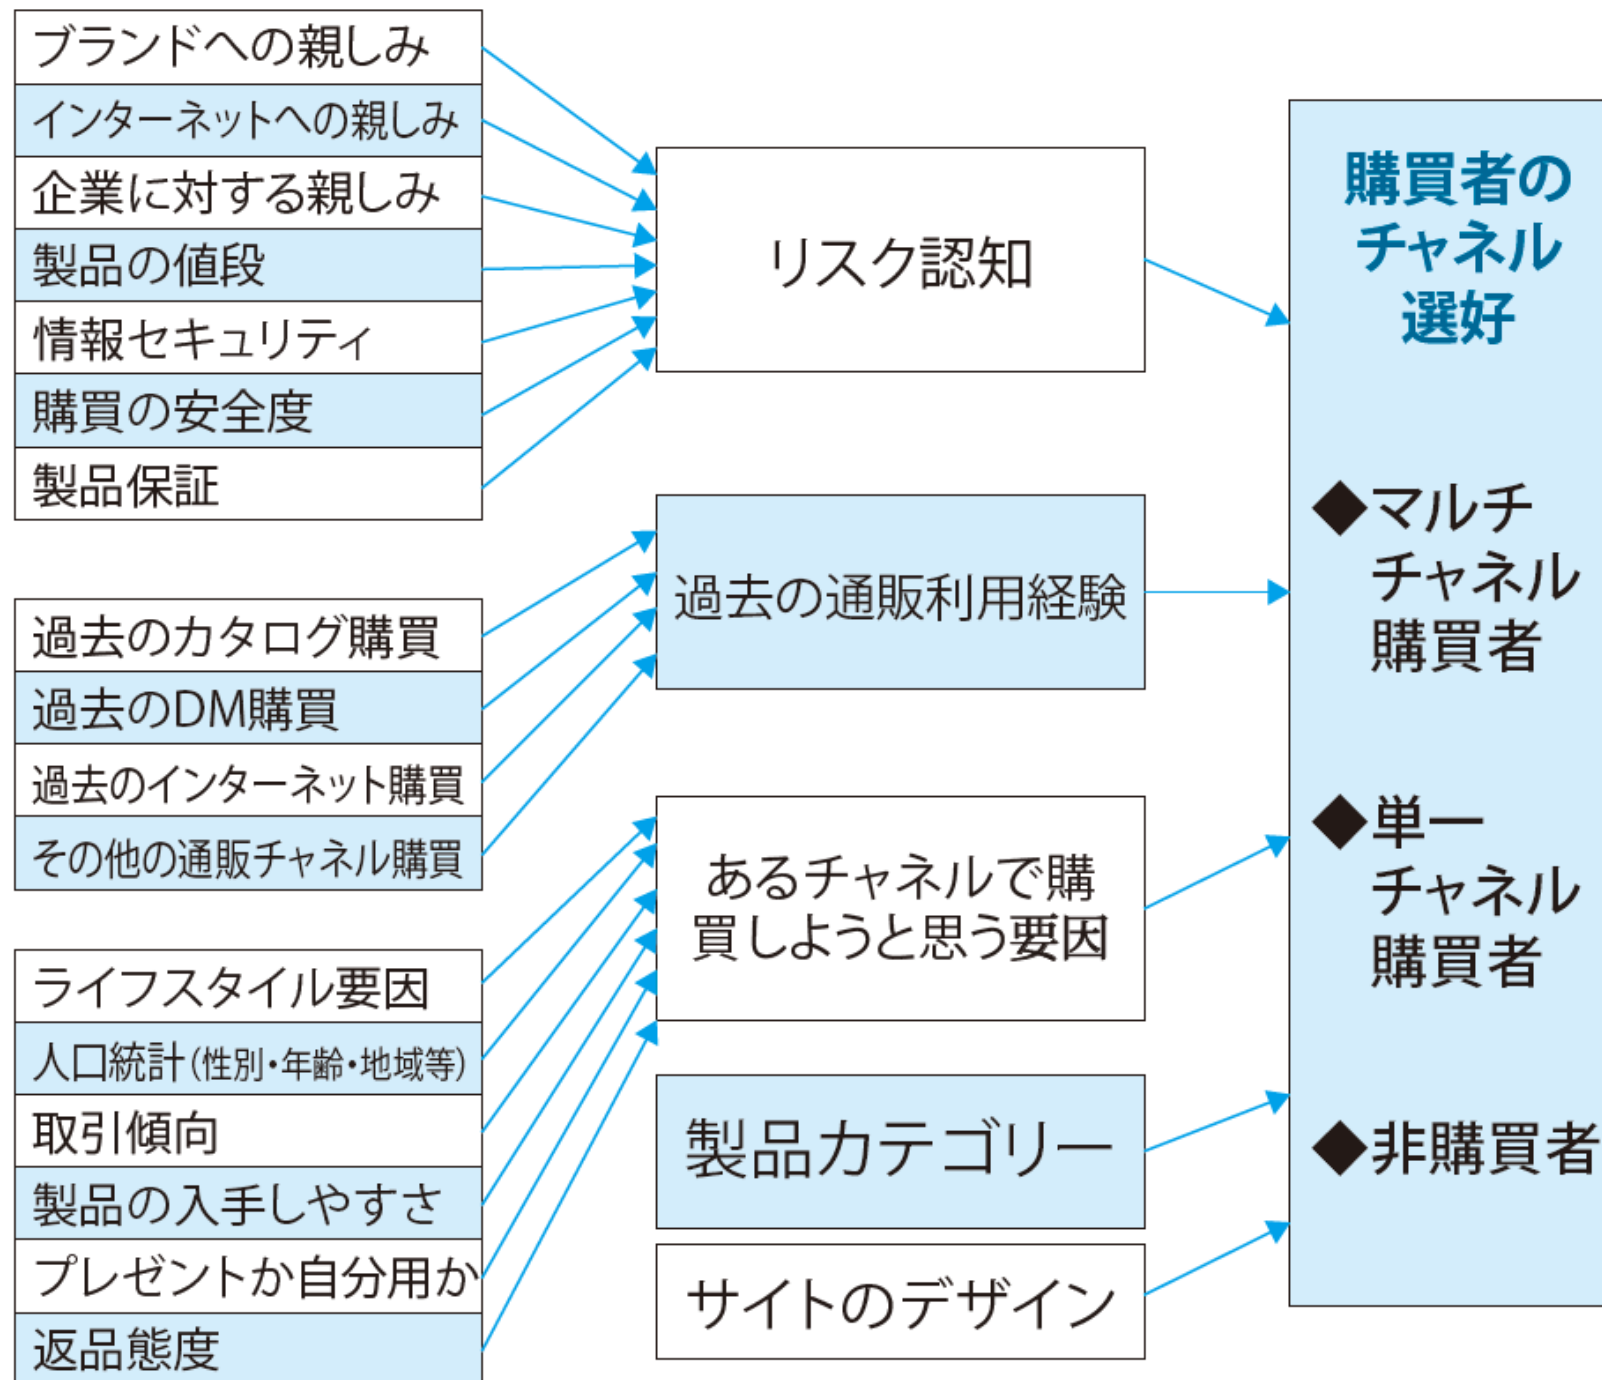 ブランドへの親しみ
インターネットへの親しみ
企業に対する親しみ
製品の値段
情報セキュリティ
購買の安全度
製品保証
過去のカタログ購買
過去のDM購買
過去のインターネット購買
その他の通販チャネル購買
ライフスタイル要因
人口統計(性別・年齢・地域等)
取引傾向
製品の入手しやすさ
プレゼントか自分用か
返品態度
リスク認知
過去の通販利用経験
あるチャネルで購
買しようと思う要因
製品カテゴリー
サイトのデザイン
購買者の
チャネル
選好
◆マルチ
チャネル
購買者
◆単一
チャネル
購買者
◆非購買者